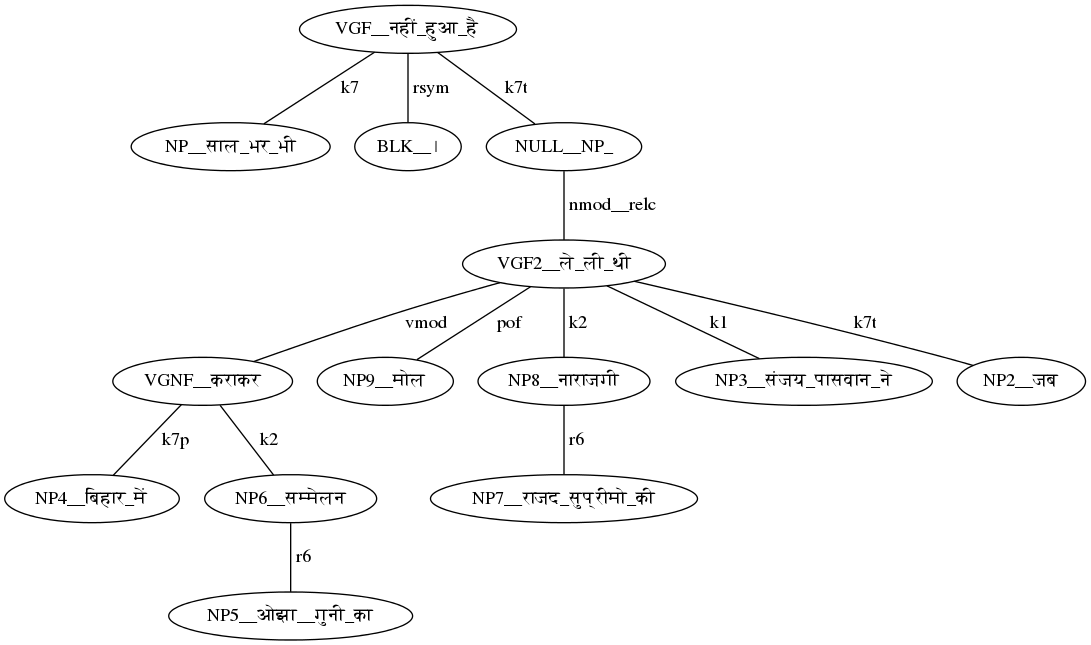 VGF__नहीं_हुआ_है
k7
rsym
k7t
NP__साल_भर_भी
BLK__।
NULL__NP_
nmod__relc
VGF2__ले_ली_थी
vmod
pof
k2
k1
k7t
VGNF__कराकर
NP9__मोल
NP8__नाराजगी
NP3__संजय_पासवान_ने
NP2__जब
k7p
k2
r6
NP4__बिहार_में
NP6__सम्मेलन
NP7__राजद_सुप्रीमो_की
r6
NP5__ओझा__गुनी_का